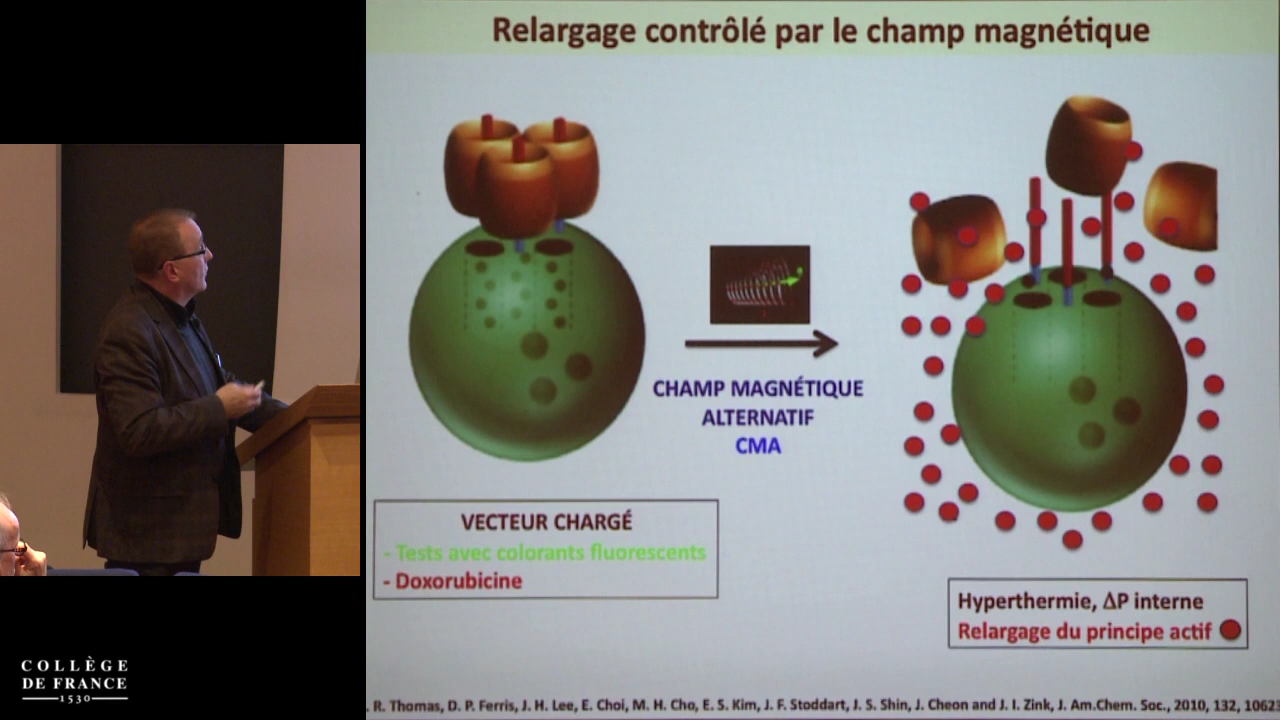 Relargage contrôlé par le champ magnétique
CHAMP MAGNÉTIQUE
ALTERNATIF
CMA
VECTEUR CHARGÉ
- Tests avec colorants fluorescents
- Doxorubicine
Hyperthermie, ΔP interne
Relargage du principe actif
. R. Thomas, D. P. Ferris, J. H. Lee, E. Choi, M. H. Cho, E. S. Kim, J. F. Stoddart, J. S. Shin, J. Cheon and J. I. Zink, J. Am.Chem. Soc., 2010, 132, 1062
COLLÈGE
DE FRANCE
1530